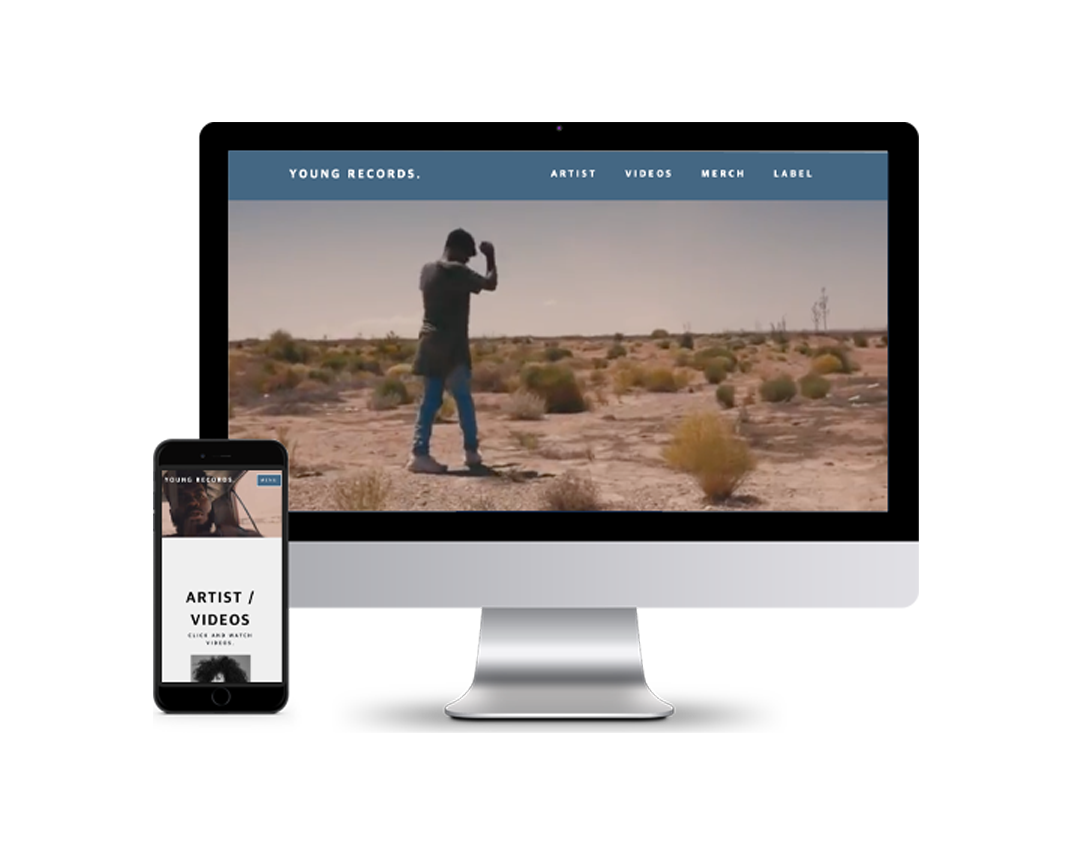 YOUNG RECORDS.
ARTIST VIDEOS MERCH LABEL
YOUNG RECORDS. MENU
ARTIST /
VIDEOS
CLICK AND WATCH
VIDEOS.